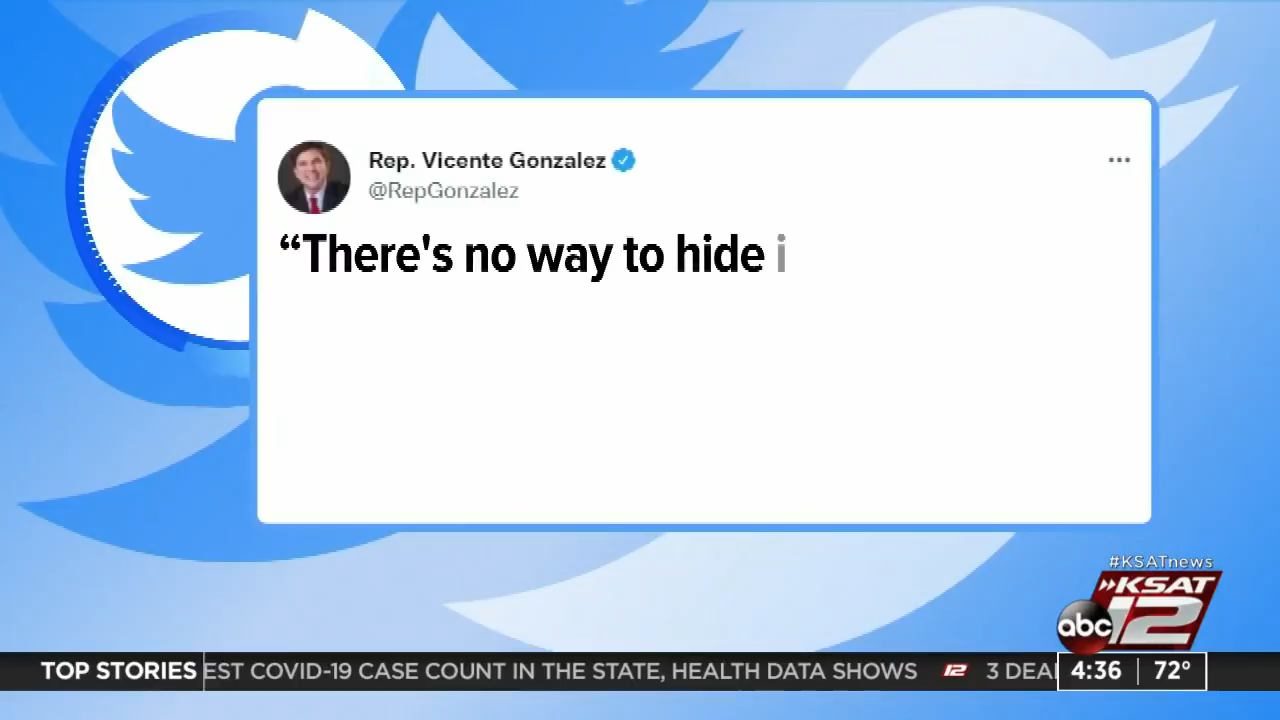 Rep. Vicente Gonzalez
@RepGonzalez
“There's no way to hide i
#KSATnews
KSAT
abc 12
TOP STORIES EST COVID-19 CASE COUNT IN THE STATE, HEALTH DATA SHOWS 12 3 DEA 4:36 72°